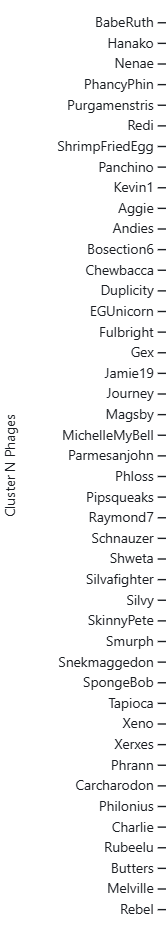 BabeRuth
Hanako
Nenae
PhancyPhin
Purgamenstris
Redi
ShrimpFriedEgg
Panchino
Kevin1
Aggie
Andies
Bosection6
Chewbacca
Duplicity
EGUnicorn
Fulbright
Gex
Jamie19
Journey
Magsby
MichelleMyBell
Parmesanjohn
Phloss
Pipsqueaks
Raymond7
Schnauzer
Shweta
Silvafighter
Silvy
SkinnyPete
Smurph
Snekmaggedon
SpongeBob
Tapioca
Xeno
Xerxes
Phrann
Carcharodon
Philonius
Charlie
Rubeelu
Butters
Melville
Rebel
Cluster N Phages